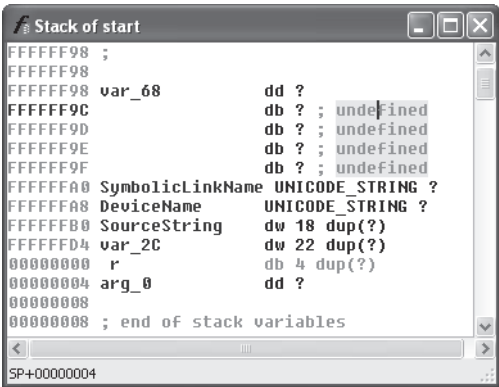 Stack of start
FFFFFF98 ;
FFFFFF98
FFFFFF98 var_68 dd ?
FFFFFF9C db ? ; undefined
FFFFFF9D db ? ; undefined
FFFFFF9E db ? ; undefined
FFFFFF9F db ? ; undefined
FFFFFFA0 SymbolicLinkName UNICODE_STRING ?
FFFFFFA8 DeviceName UNICODE_STRING ?
FFFFFFB0 SourceString dw 18 dup(?)
FFFFFFD4 var_2C dw 22 dup(?)
00000000 r db 4 dup(?)
00000004 arg_0 dd ?
00000008
00000008 ; end of stack variables
SP+00000004